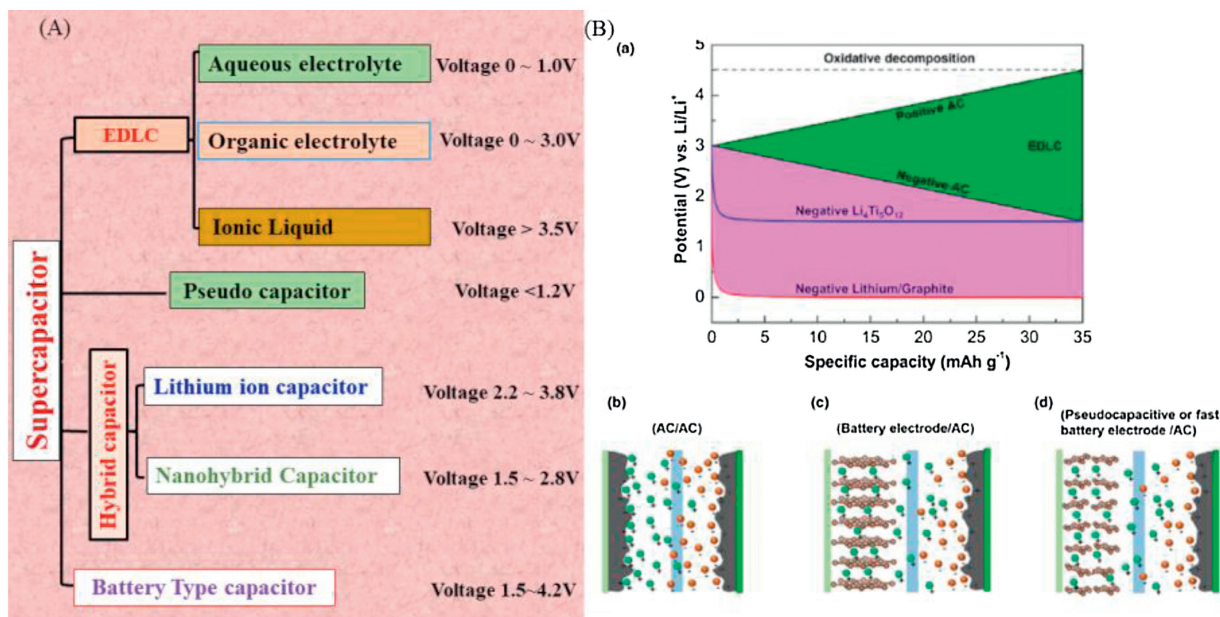 (A)
Supercapacitor
EDLC
Aqueous electrolyte
Voltage 0 ~ 1.0V
Organic electrolyte
Voltage 0 ~ 3.0V
Ionic Liquid
Voltage > 3.5V
Pseudo capacitor
Voltage <1.2V
Hybrid capacitor
Lithium ion capacitor
Voltage 2.2 ~ 3.8V
Nanohybrid Capacitor
Voltage 1.5 ~ 2.8V
Battery Type capacitor
Voltage 1.5~4.2V
(B)
(a)
Potential (V) vs. Li/Li⁺
5
4
3
2
1
0
Oxidative decomposition
Positive AC
EDLC
Negative AC
Negative Li₄Ti₅O₁₂
Negative Lithium/Graphite
0 5 10 15 20 25 30 35
Specific capacity (mAh g⁻¹)
(b)
(AC/AC)
(c)
(Battery electrode/AC)
(d)
(Pseudocapacitive or fast
battery electrode /AC)